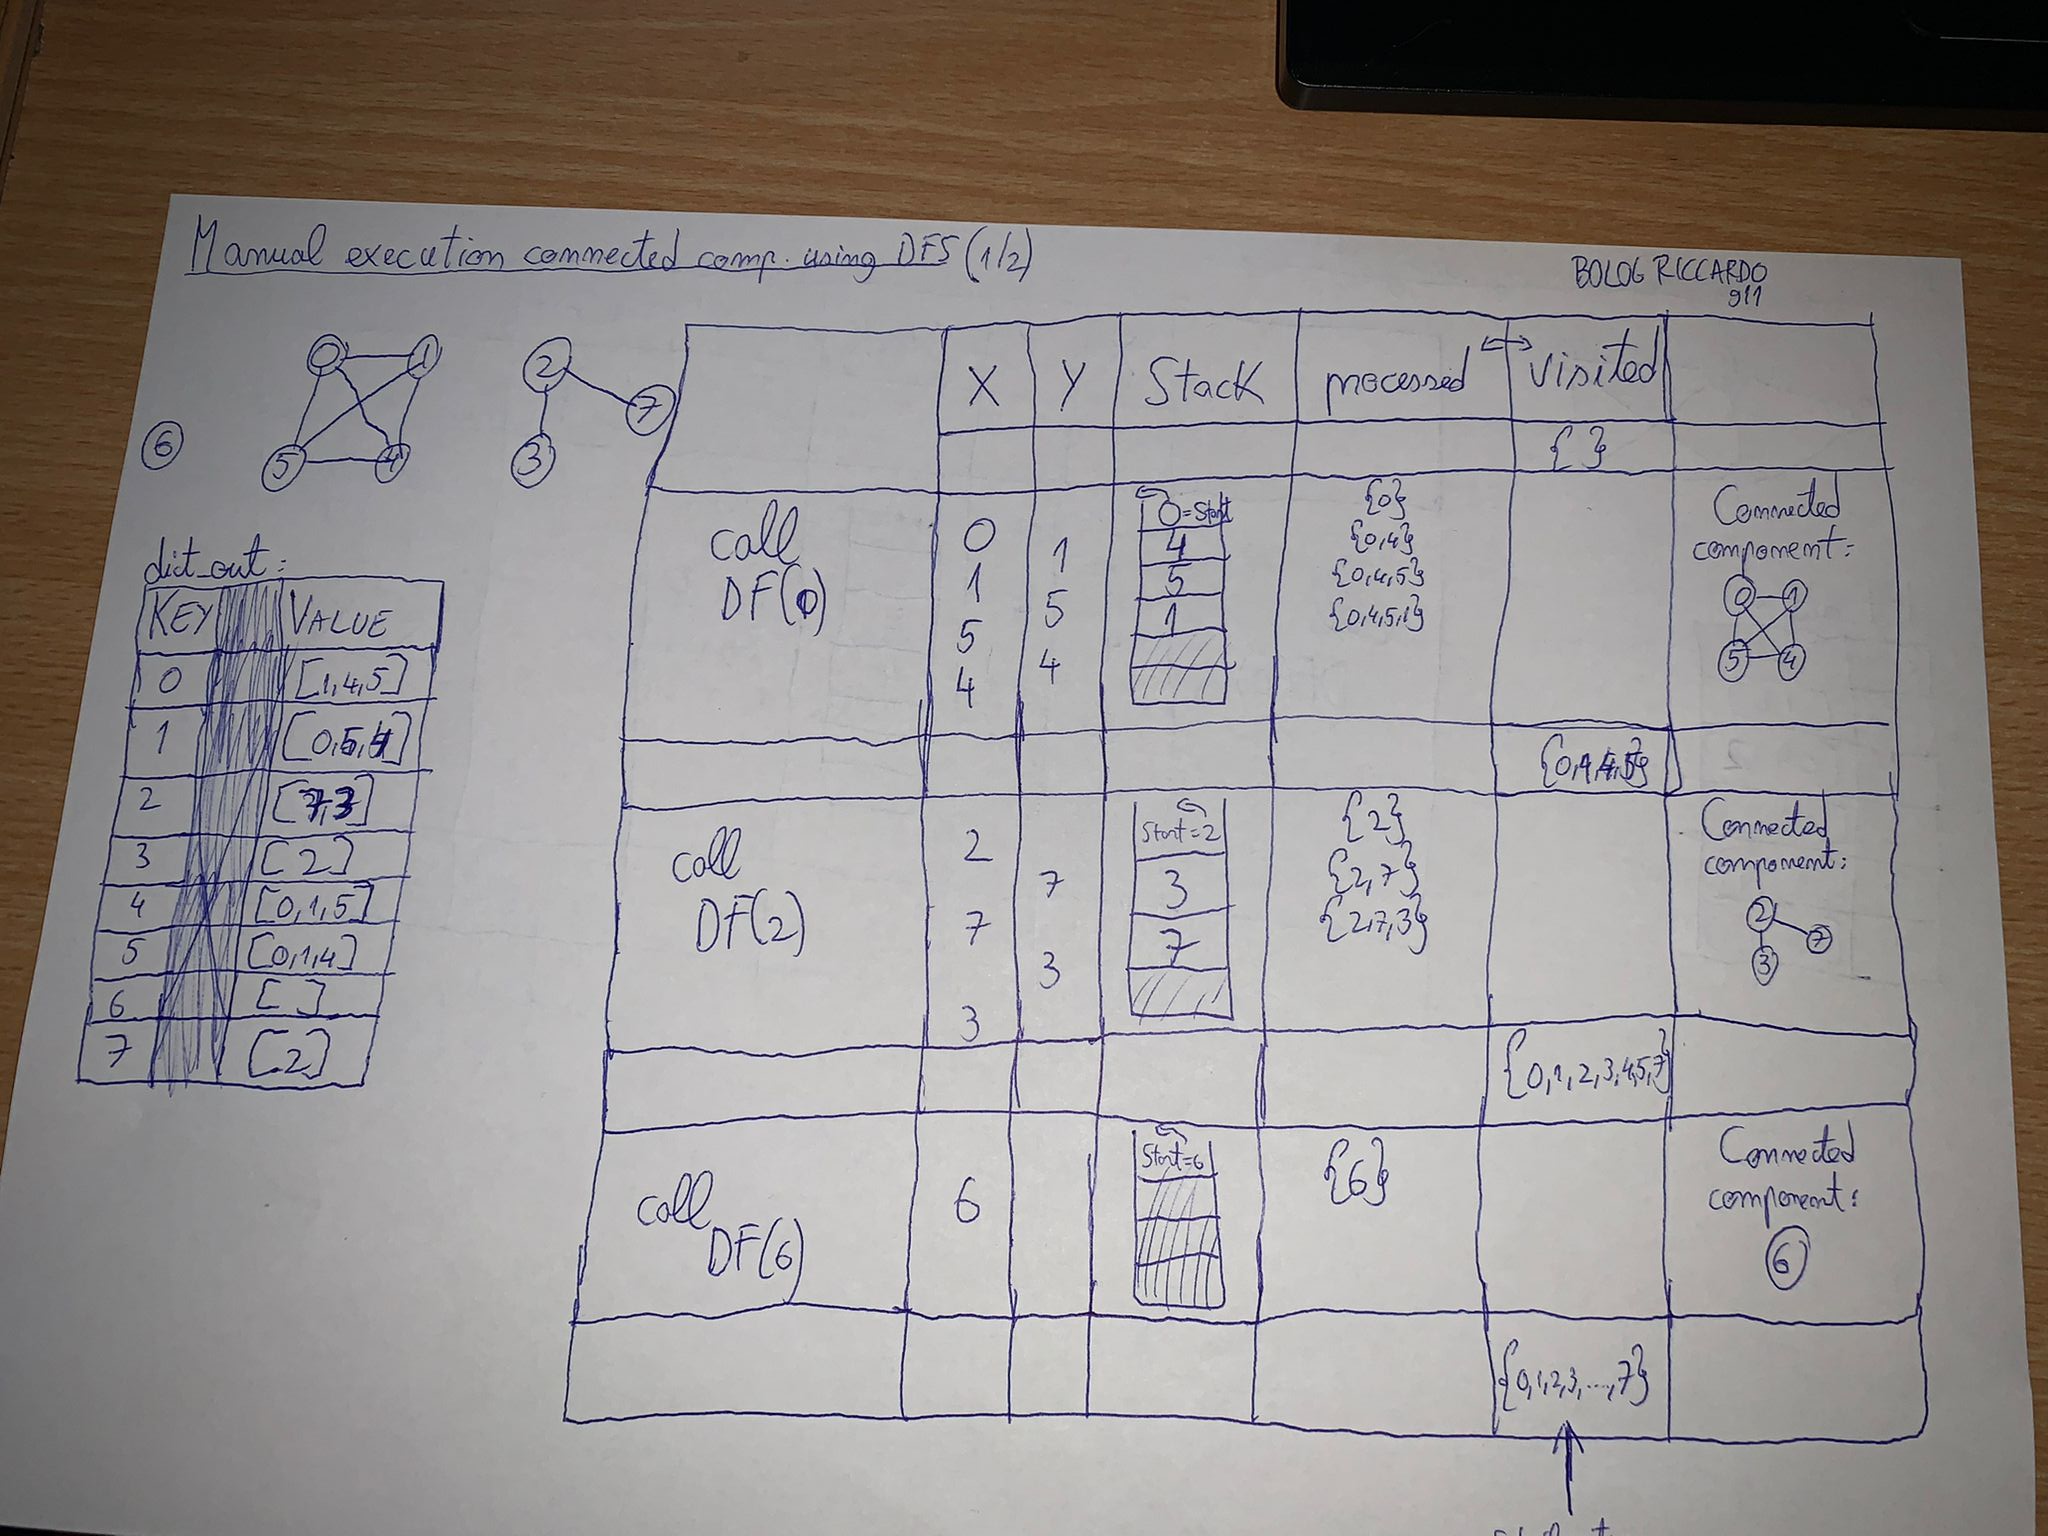 Manual execution connected comp. using DFS (1/2)
BOLOG RICCARDO
911
0 1
5 4
6
2
7
3
dict_out:
KEY VALUE
0 [1,4,5]
1 [0,5,4]
2 [7,3]
3 [2]
4 [0,1,5]
5 [0,1,4]
6 [ ]
7 [2]
X Y Stack processed ↔ visited
{ }
call
DF(0)
0
1
5
4
1
5
4
0=Start
4
5
1
{0}
{0,4}
{0,4,5}
{0,4,5,1}
Connected
component:
0 1
5 4
{0,1,4,5}
call
DF(2)
2
7
3
7
3
Start=2
3
7
{2}
{2,7}
{2,7,3}
Connected
component:
2
7
3
{0,1,2,3,4,5,7}
call
DF(6)
6
Start=6
{6}
Connected
component:
6
{0,1,2,3,...,7}